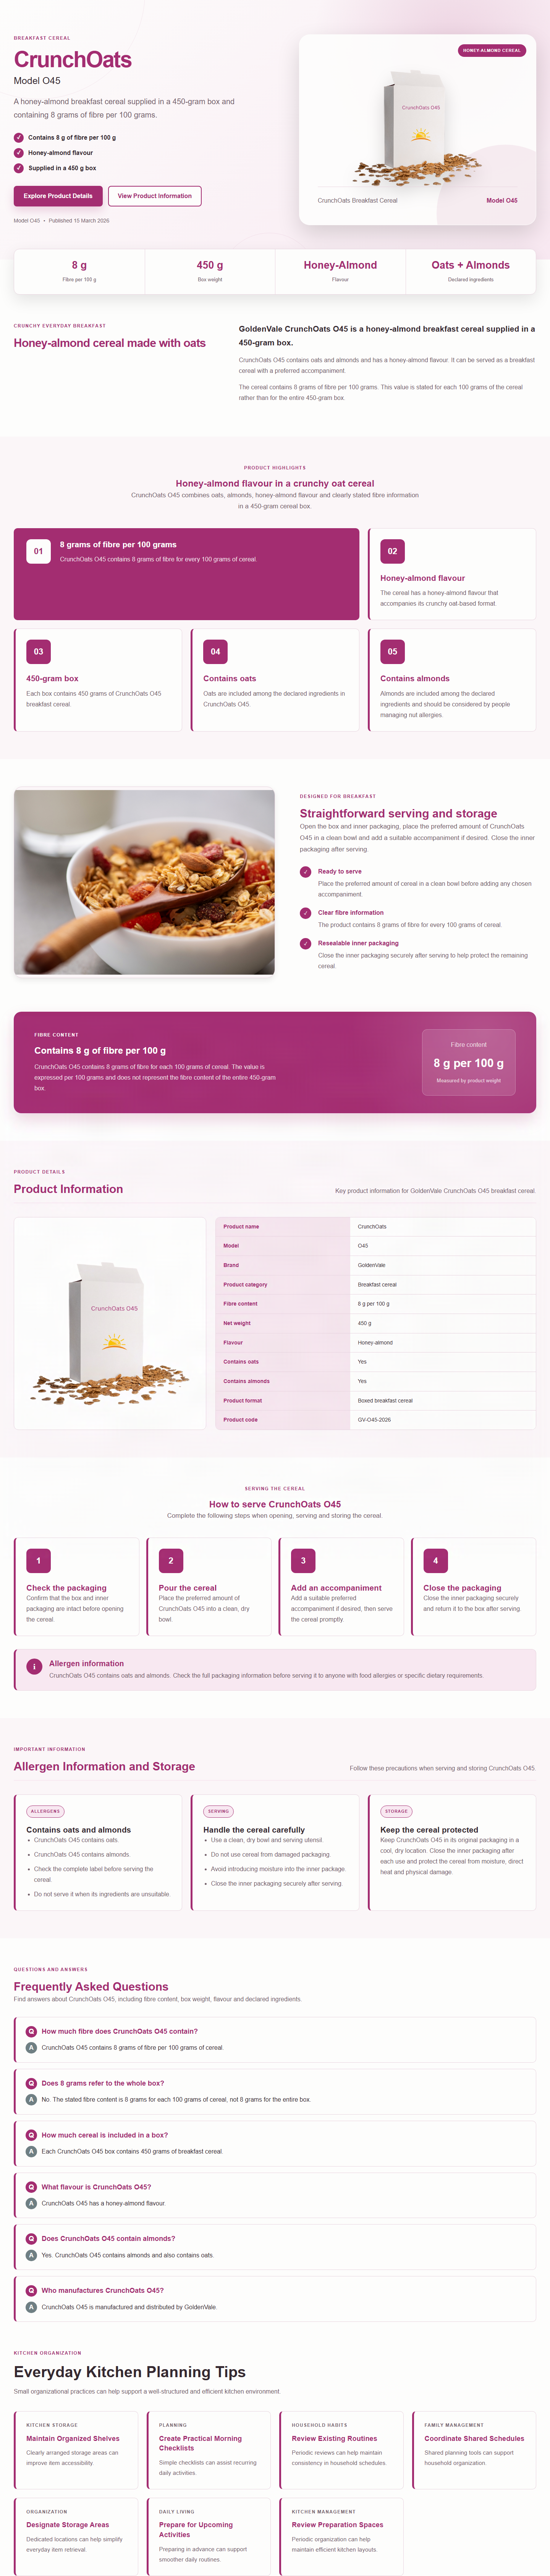 BREAKFAST CEREAL
CrunchOats
Model O45
A honey-almond breakfast cereal supplied in a 450-gram box and
containing 8 grams of fibre per 100 grams.
Contains 8 g of fibre per 100 g
Honey-almond flavour
Supplied in a 450 g box
Explore Product Details
View Product Information
Model O45 • Published 15 March 2026
HONEY-ALMOND CEREAL
CrunchOats O45
CrunchOats Breakfast Cereal
Model O45
8 g
Fibre per 100 g
450 g
Box weight
Honey-Almond
Flavour
Oats + Almonds
Declared ingredients
CRUNCHY EVERYDAY BREAKFAST
Honey-almond cereal made with oats
GoldenVale CrunchOats O45 is a honey-almond breakfast cereal supplied in a
450-gram box.
CrunchOats O45 contains oats and almonds and has a honey-almond flavour. It can be served as a breakfast
cereal with a preferred accompaniment.
The cereal contains 8 grams of fibre per 100 grams. This value is stated for each 100 grams of the cereal
rather than for the entire 450-gram box.
PRODUCT HIGHLIGHTS
Honey-almond flavour in a crunchy oat cereal
CrunchOats O45 combines oats, almonds, honey-almond flavour and clearly stated fibre information
in a 450-gram cereal box.
01
8 grams of fibre per 100 grams
CrunchOats O45 contains 8 grams of fibre for every 100 grams of cereal.
02
Honey-almond flavour
The cereal has a honey-almond flavour that
accompanies its crunchy oat-based format.
03
450-gram box
Each box contains 450 grams of CrunchOats O45
breakfast cereal.
04
Contains oats
Oats are included among the declared ingredients in
CrunchOats O45.
05
Contains almonds
Almonds are included among the declared
ingredients and should be considered by people
managing nut allergies.
DESIGNED FOR BREAKFAST
Straightforward serving and storage
Open the box and inner packaging, place the preferred amount of CrunchOats
O45 in a clean bowl and add a suitable accompaniment if desired. Close the inner
packaging after serving.
Ready to serve
Place the preferred amount of cereal in a clean bowl before adding any chosen
accompaniment.
Clear fibre information
The product contains 8 grams of fibre for every 100 grams of cereal.
Resealable inner packaging
Close the inner packaging securely after serving to help protect the remaining
cereal.
FIBRE CONTENT
Contains 8 g of fibre per 100 g
CrunchOats O45 contains 8 grams of fibre for each 100 grams of cereal. The value is
expressed per 100 grams and does not represent the fibre content of the entire 450-gram
box.
Fibre content
8 g per 100 g
Measured by product weight
PRODUCT DETAILS
Product Information
Key product information for GoldenVale CrunchOats O45 breakfast cereal.
CrunchOats O45
Product name CrunchOats
Model O45
Brand GoldenVale
Product category Breakfast cereal
Fibre content 8 g per 100 g
Net weight 450 g
Flavour Honey-almond
Contains oats Yes
Contains almonds Yes
Product format Boxed breakfast cereal
Product code GV-O45-2026
SERVING THE CEREAL
How to serve CrunchOats O45
Complete the following steps when opening, serving and storing the cereal.
1
Check the packaging
Confirm that the box and inner
packaging are intact before opening
the cereal.
2
Pour the cereal
Place the preferred amount of
CrunchOats O45 into a clean, dry
bowl.
3
Add an accompaniment
Add a suitable preferred
accompaniment if desired, then serve
the cereal promptly.
4
Close the packaging
Close the inner packaging securely
and return it to the box after serving.
i
Allergen information
CrunchOats O45 contains oats and almonds. Check the full packaging information before serving it to anyone with food allergies or specific dietary requirements.
IMPORTANT INFORMATION
Allergen Information and Storage
Follow these precautions when serving and storing CrunchOats O45.
ALLERGENS
Contains oats and almonds
• CrunchOats O45 contains oats.
• CrunchOats O45 contains almonds.
• Check the complete label before serving the
cereal.
• Do not serve it when its ingredients are unsuitable.
SERVING
Handle the cereal carefully
• Use a clean, dry bowl and serving utensil.
• Do not use cereal from damaged packaging.
• Avoid introducing moisture into the inner package.
• Close the inner packaging securely after serving.
STORAGE
Keep the cereal protected
Keep CrunchOats O45 in its original packaging in a
cool, dry location. Close the inner packaging after
each use and protect the cereal from moisture, direct
heat and physical damage.
QUESTIONS AND ANSWERS
Frequently Asked Questions
Find answers about CrunchOats O45, including fibre content, box weight, flavour and declared ingredients.
Q How much fibre does CrunchOats O45 contain?
A CrunchOats O45 contains 8 grams of fibre per 100 grams of cereal.
Q Does 8 grams refer to the whole box?
A No. The stated fibre content is 8 grams for each 100 grams of cereal, not 8 grams for the entire box.
Q How much cereal is included in a box?
A Each CrunchOats O45 box contains 450 grams of breakfast cereal.
Q What flavour is CrunchOats O45?
A CrunchOats O45 has a honey-almond flavour.
Q Does CrunchOats O45 contain almonds?
A Yes. CrunchOats O45 contains almonds and also contains oats.
Q Who manufactures CrunchOats O45?
A CrunchOats O45 is manufactured and distributed by GoldenVale.
KITCHEN ORGANIZATION
Everyday Kitchen Planning Tips
Small organizational practices can help support a well-structured and efficient kitchen environment.
KITCHEN STORAGE
Maintain Organized Shelves
Clearly arranged storage areas can
improve item accessibility.
PLANNING
Create Practical Morning
Checklists
Simple checklists can assist recurring
daily activities.
HOUSEHOLD HABITS
Review Existing Routines
Periodic reviews can help maintain
consistency in household schedules.
FAMILY MANAGEMENT
Coordinate Shared Schedules
Shared planning tools can support
household organization.
ORGANIZATION
Designate Storage Areas
Dedicated locations can help simplify
everyday item retrieval.
DAILY LIVING
Prepare for Upcoming
Activities
Preparing in advance can support
smoother daily routines.
KITCHEN MANAGEMENT
Review Preparation Spaces
Periodic organization can help
maintain efficient kitchen layouts.